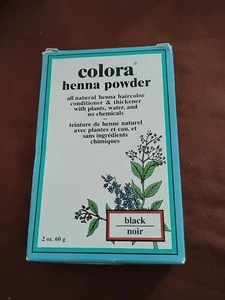 colora®
henna powder
all natural henna haircolor
conditioner & thickener
with plants, water, and
no chemicals
–
teinture de henné naturel
avec plantes et eau, et
sans ingrédients
chimiques
black
noir
2 oz. 60 g